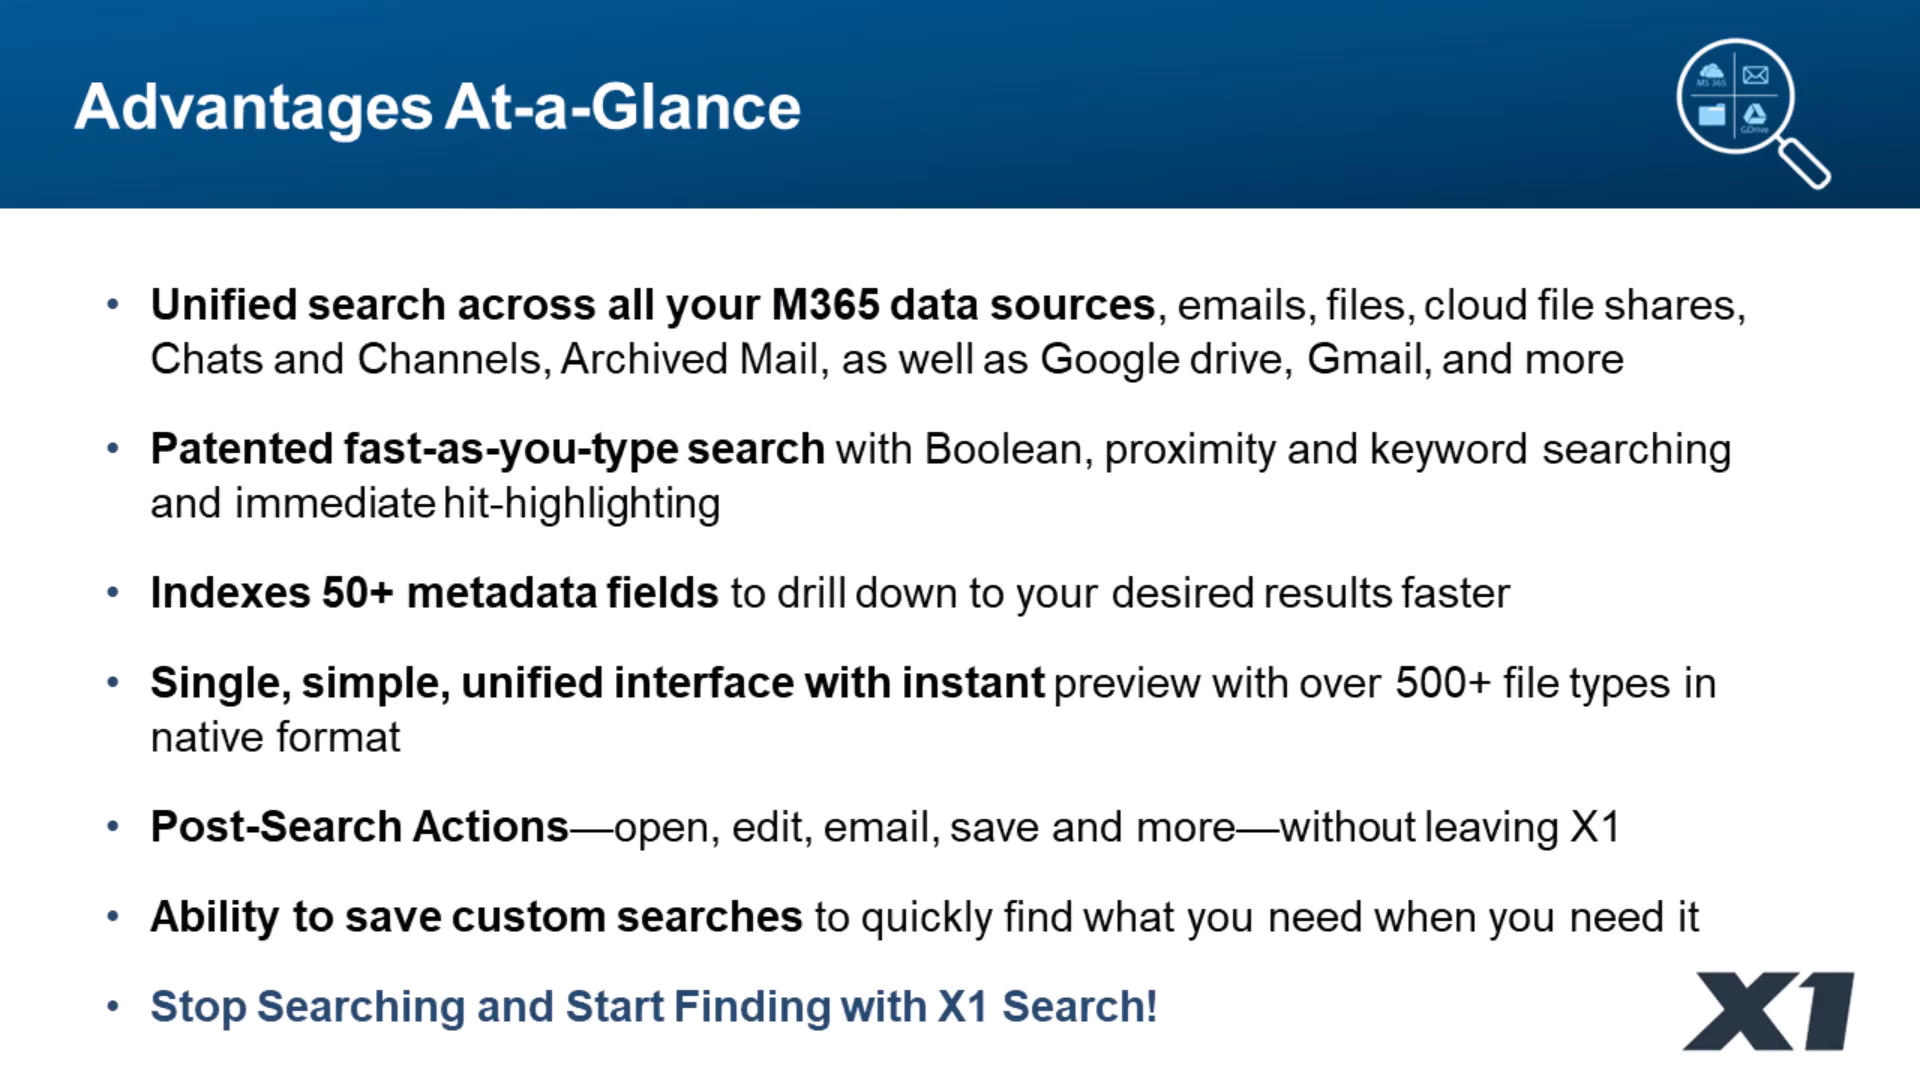 Advantages At-a-Glance
MS 365
GDrive
• Unified search across all your M365 data sources, emails, files, cloud file shares,
Chats and Channels, Archived Mail, as well as Google drive, Gmail, and more
• Patented fast-as-you-type search with Boolean, proximity and keyword searching
and immediate hit-highlighting
• Indexes 50+ metadata fields to drill down to your desired results faster
• Single, simple, unified interface with instant preview with over 500+ file types in
native format
• Post-Search Actions—open, edit, email, save and more—without leaving X1
• Ability to save custom searches to quickly find what you need when you need it
• Stop Searching and Start Finding with X1 Search!
X1